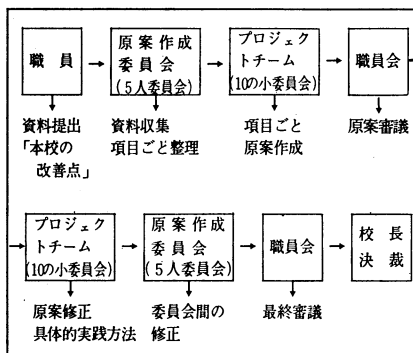 職 員
原 案 作 成
委 員 会
(5人委員会)
プロジェク
トチーム
(10の小委員会)
職員会
資料提出
「本校の
改善点」
資料収集
項目ごと整理
項目ごと
原案作成
原案審議
プロジェク
トチーム
(10の小委員会)
原 案 作 成
委 員 会
(5人委員会)
職員会
校 長
決 裁
原案修正
具体的実践方法
委員会間の
修正
最終審議